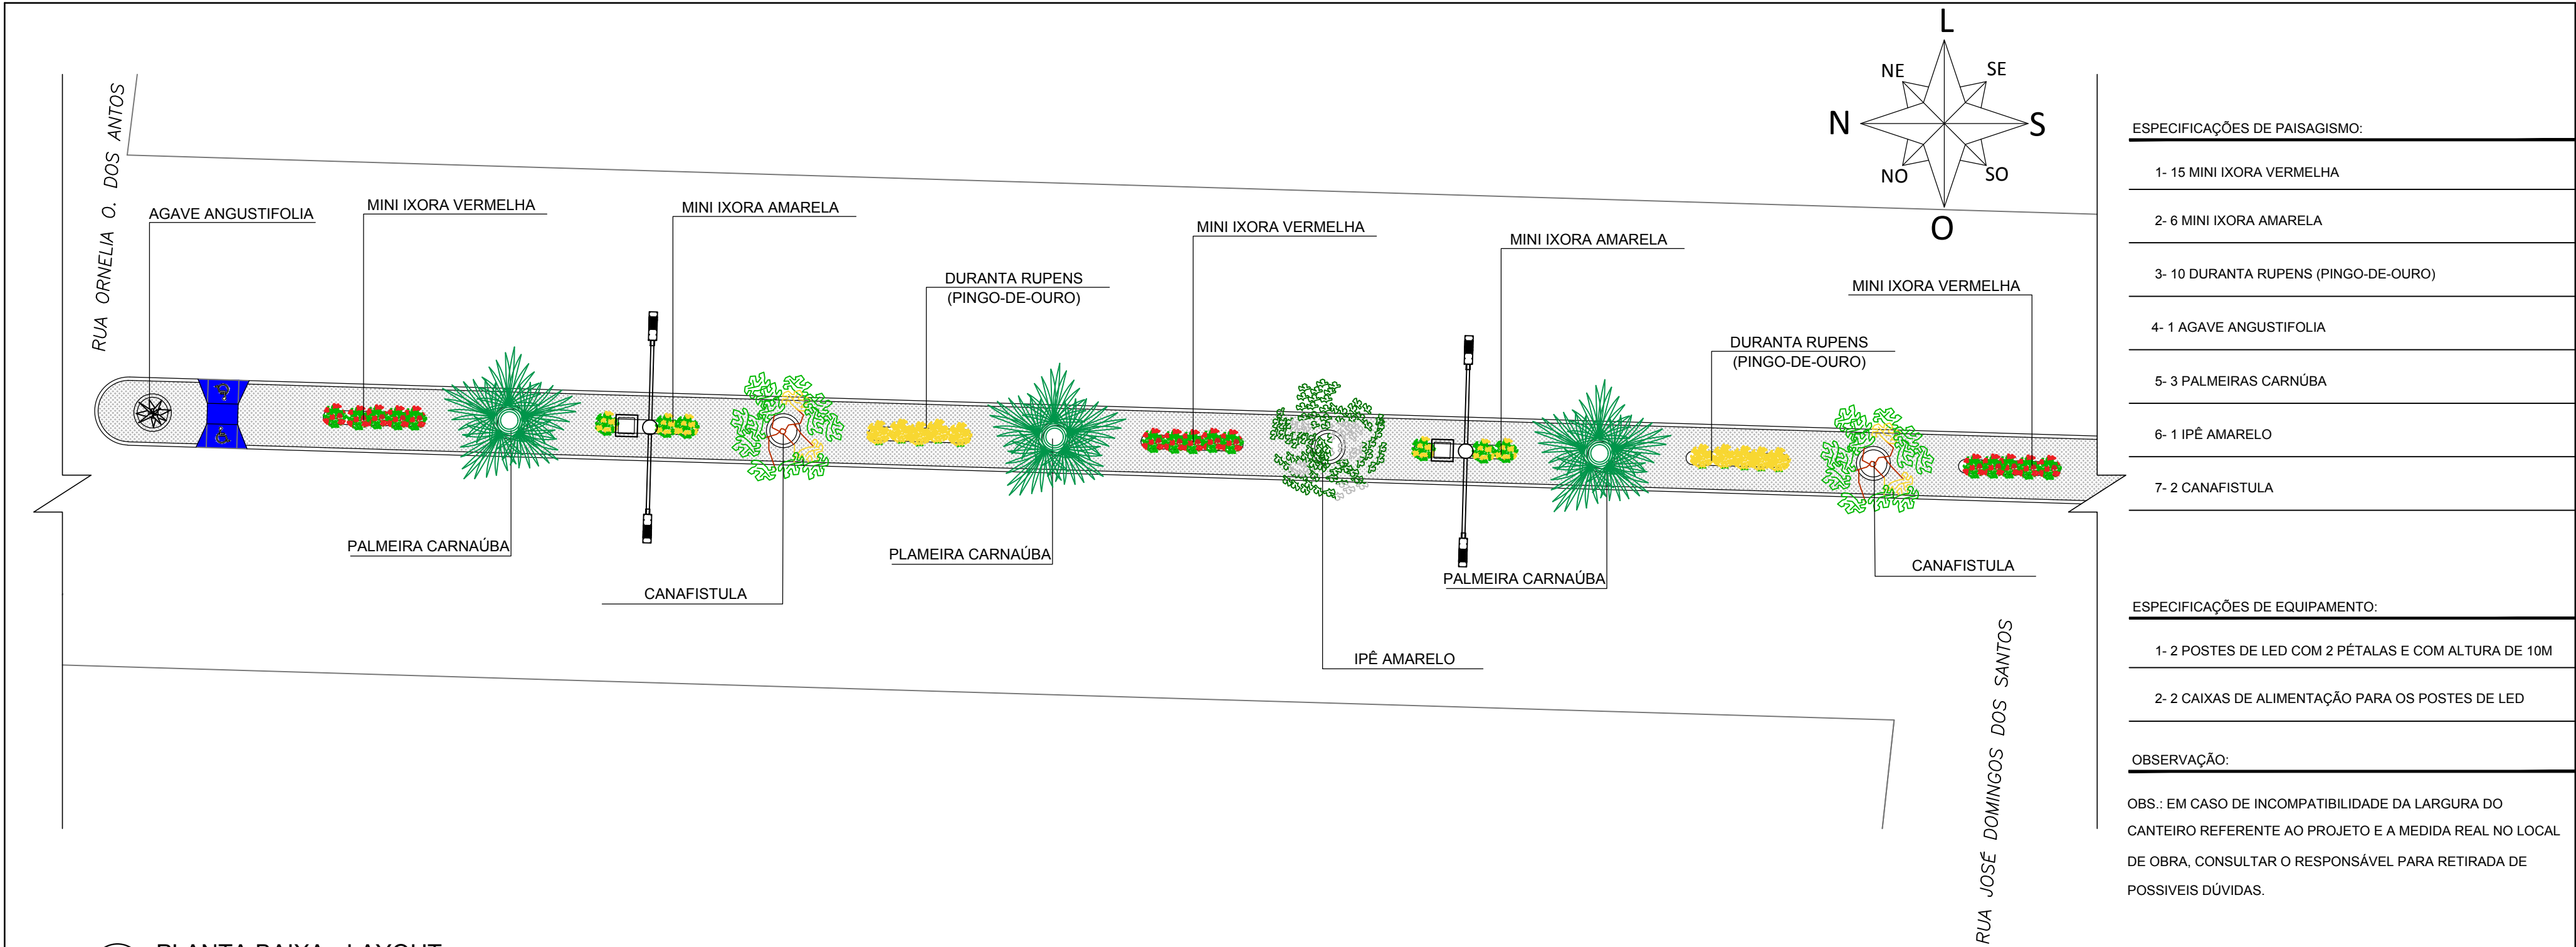 L
NE
SE
N
S
NO
SO
O
RUA ORNELIA O. DOS ANTOS
AGAVE ANGUSTIFOLIA
MINI IXORA VERMELHA
MINI IXORA AMARELA
DURANTA RUPENS
(PINGO-DE-OURO)
MINI IXORA VERMELHA
MINI IXORA AMARELA
DURANTA RUPENS
(PINGO-DE-OURO)
MINI IXORA VERMELHA
PALMEIRA CARNAÚBA
CANAFISTULA
PLAMEIRA CARNAÚBA
IPÊ AMARELO
PALMEIRA CARNAÚBA
CANAFISTULA
RUA JOSÉ DOMINGOS DOS SANTOS
ESPECIFICAÇÕES DE PAISAGISMO:
1- 15 MINI IXORA VERMELHA
2- 6 MINI IXORA AMARELA
3- 10 DURANTA RUPENS (PINGO-DE-OURO)
4- 1 AGAVE ANGUSTIFOLIA
5- 3 PALMEIRAS CARNÚBA
6- 1 IPÊ AMARELO
7- 2 CANAFISTULA
ESPECIFICAÇÕES DE EQUIPAMENTO:
1- 2 POSTES DE LED COM 2 PÉTALAS E COM ALTURA DE 10M
2- 2 CAIXAS DE ALIMENTAÇÃO PARA OS POSTES DE LED
OBSERVAÇÃO:
OBS.: EM CASO DE INCOMPATIBILIDADE DA LARGURA DO
CANTEIRO REFERENTE AO PROJETO E A MEDIDA REAL NO LOCAL
DE OBRA, CONSULTAR O RESPONSÁVEL PARA RETIRADA DE
POSSIVEIS DÚVIDAS.
PLANTA BAIXA - LAYOUT